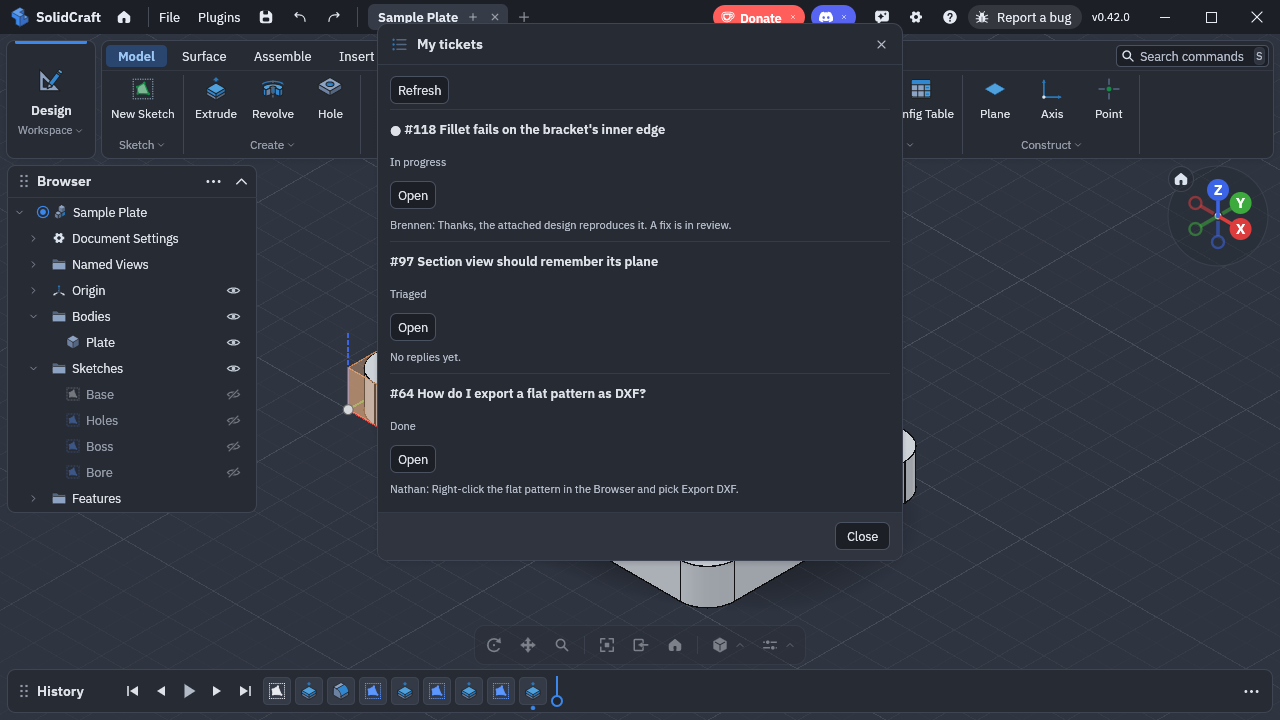 SolidCraft
File
Plugins
Sample Plate
Donate
Report a bug
v0.42.0
Design
Workspace
Model
Surface
Assemble
Insert
Search commands
S
New Sketch
Extrude
Revolve
Hole
Sketch
Create
nfig Table
Plane
Axis
Point
Construct
Browser
Sample Plate
Document Settings
Named Views
Origin
Bodies
Plate
Sketches
Base
Holes
Boss
Bore
Features
My tickets
Refresh
#118 Fillet fails on the bracket's inner edge
In progress
Open
Brennen: Thanks, the attached design reproduces it. A fix is in review.
#97 Section view should remember its plane
Triaged
Open
No replies yet.
#64 How do I export a flat pattern as DXF?
Done
Open
Nathan: Right-click the flat pattern in the Browser and pick Export DXF.
Close
Z
Y
X
History